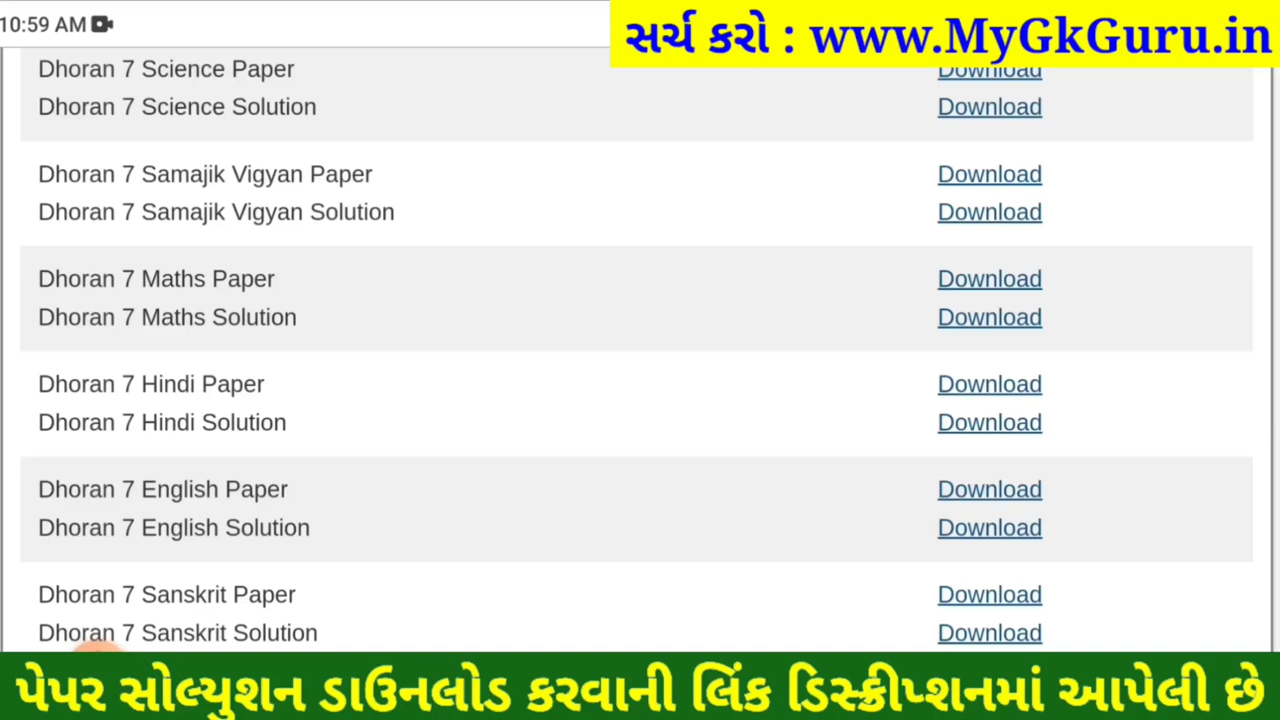 10:59 AM
સર્ચ કરો : www.MyGkGuru.in
Dhoran 7 Science Paper Download
Dhoran 7 Science Solution Download
Dhoran 7 Samajik Vigyan Paper Download
Dhoran 7 Samajik Vigyan Solution Download
Dhoran 7 Maths Paper Download
Dhoran 7 Maths Solution Download
Dhoran 7 Hindi Paper Download
Dhoran 7 Hindi Solution Download
Dhoran 7 English Paper Download
Dhoran 7 English Solution Download
Dhoran 7 Sanskrit Paper Download
Dhoran 7 Sanskrit Solution Download
પેપર સોલ્યુશન ડાઉનલોડ કરવાની લિંક ડિસ્ક્રીપ્શનમાં આપેલી છે